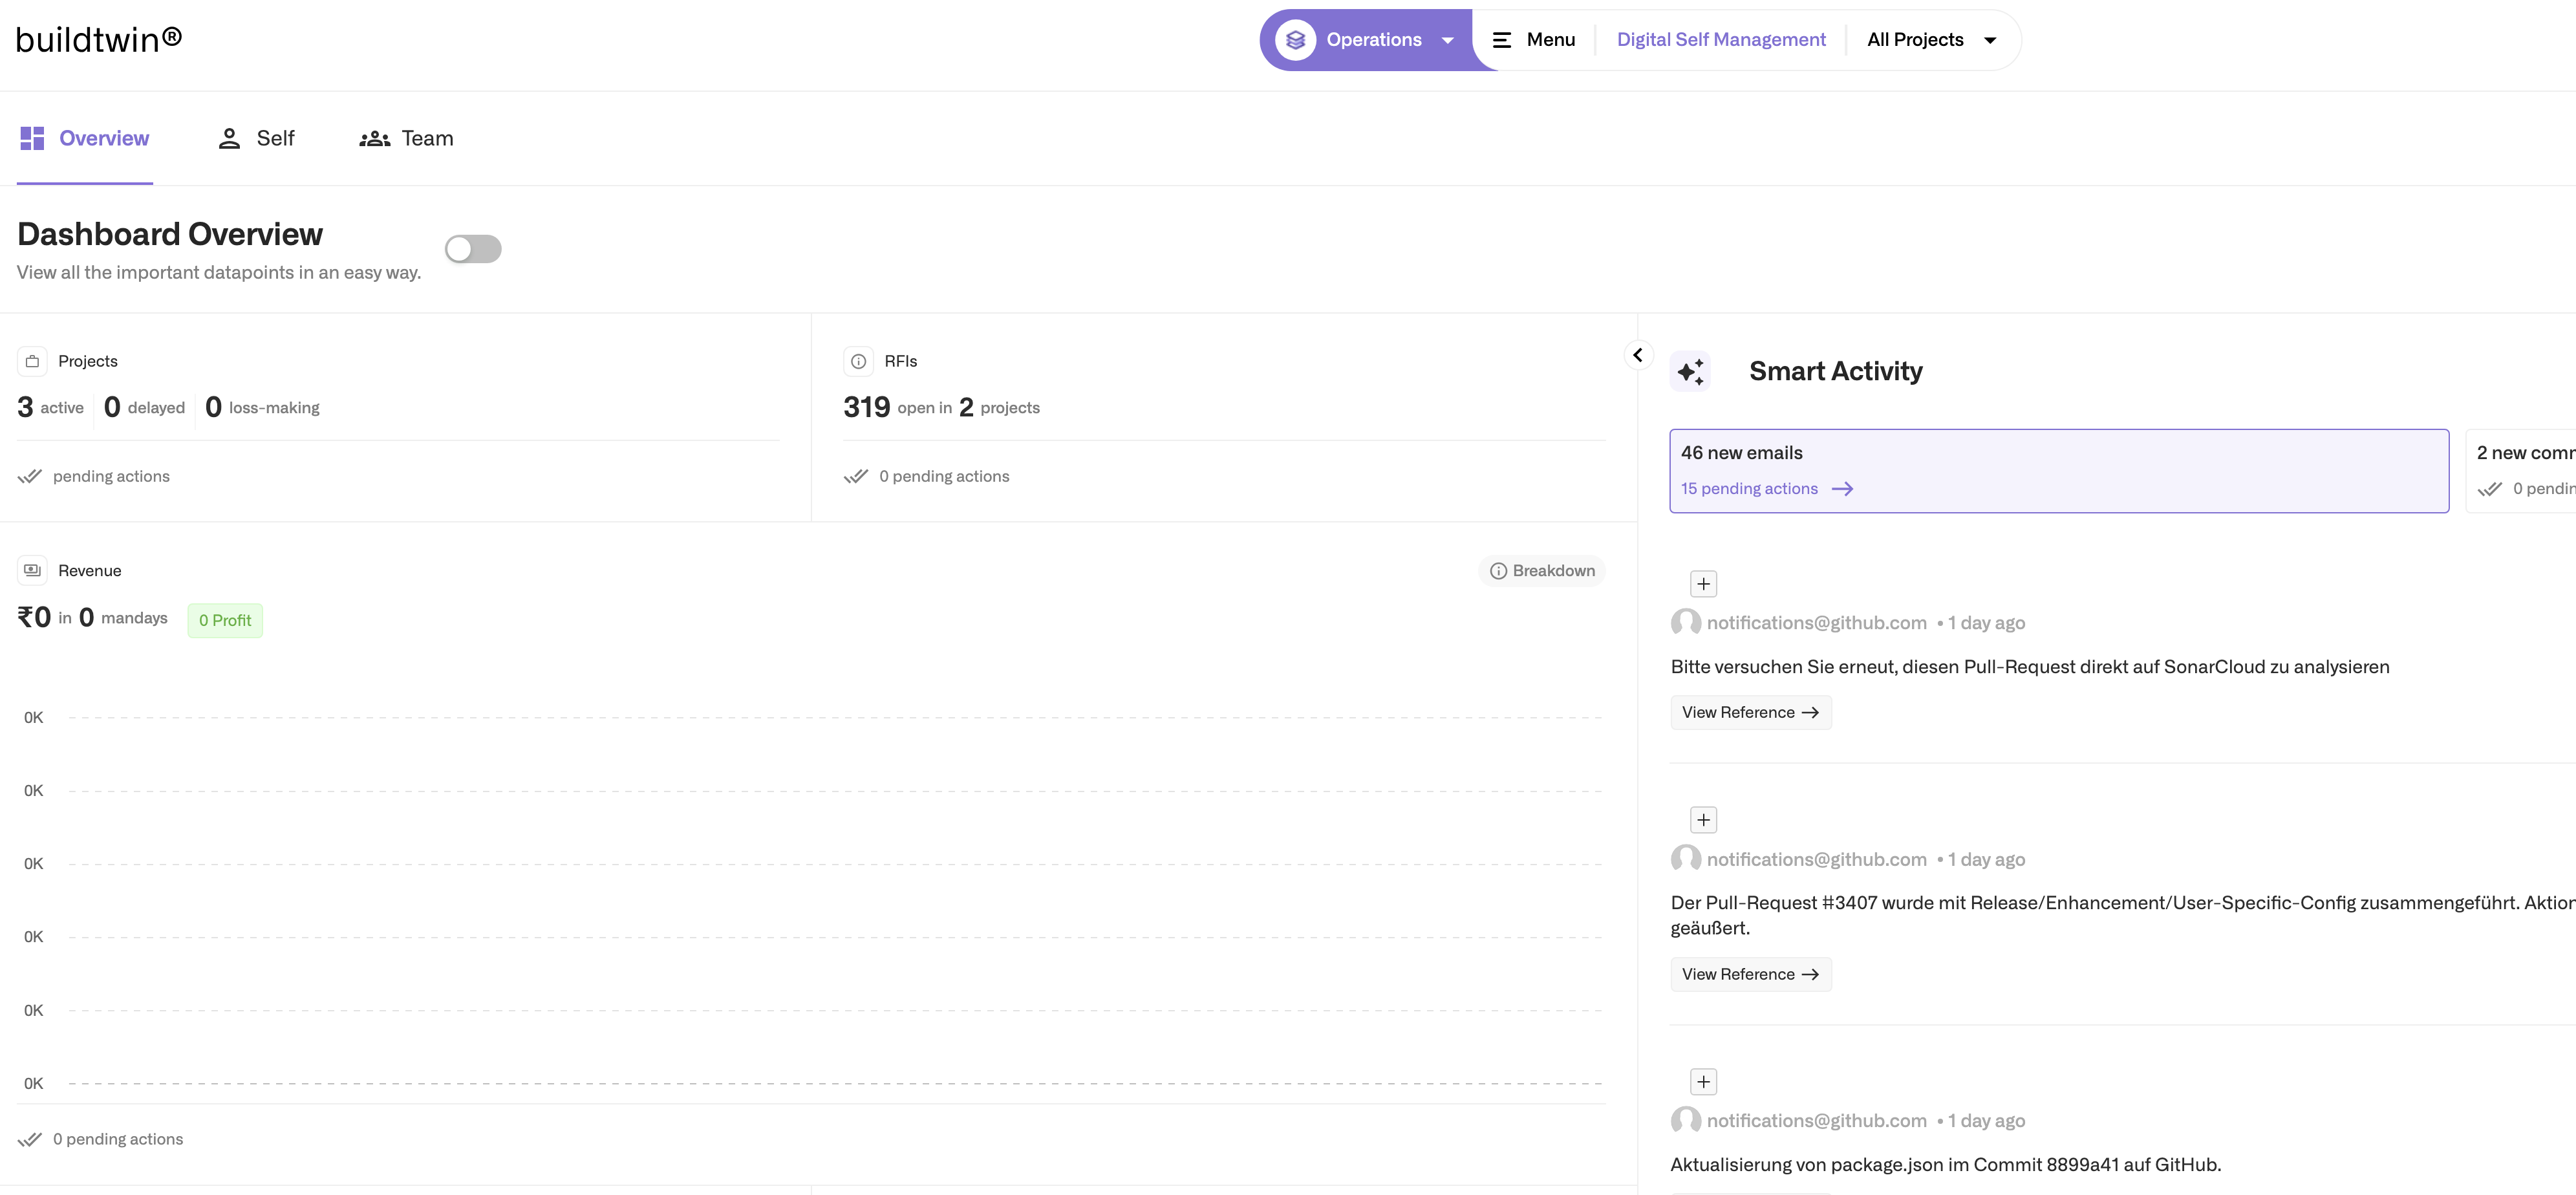 buildtwin®
Operations
Menu
Digital Self Management
All Projects
Overview
Self
Team
Dashboard Overview
View all the important datapoints in an easy way.
Projects
3 active 0 delayed 0 loss-making
pending actions
RFIs
319 open in 2 projects
0 pending actions
Revenue
Breakdown
₹0 in 0 mandays 0 Profit
0K
0K
0K
0K
0K
0K
0 pending actions
Smart Activity
46 new emails
15 pending actions
2 new
0
notifications@github.com • 1 day ago
Bitte versuchen Sie erneut, diesen Pull-Request direkt auf SonarCloud zu analysieren
View Reference
notifications@github.com • 1 day ago
Der Pull-Request #3407 wurde mit Release/Enhancement/User-Specific-Config zusammengeführt.
geäußert.
View Reference
notifications@github.com • 1 day ago
Aktualisierung von package.json im Commit 8899a41 auf GitHub.